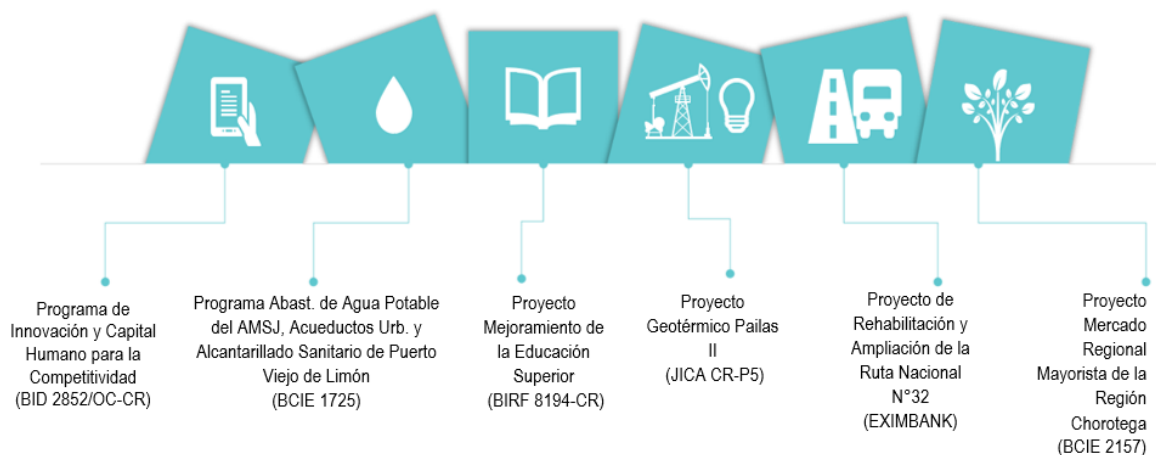 Programa de
Innovación y Capital
Humano para la
Competitividad
(BID 2852/OC-CR)
Programa Abast. de Agua Potable
del AMSJ, Acueductos Urb. y
Alcantarillado Sanitario de Puerto
Viejo de Limón
(BCIE 1725)
Proyecto
Mejoramiento de
la Educación
Superior
(BIRF 8194-CR)
Proyecto
Geotérmico Pailas
II
(JICA CR-P5)
Proyecto de
Rehabilitación y
Ampliación de la
Ruta Nacional
N°32
(EXIMBANK)
Proyecto
Mercado
Regional
Mayorista de la
Región
Chorotega
(BCIE 2157)